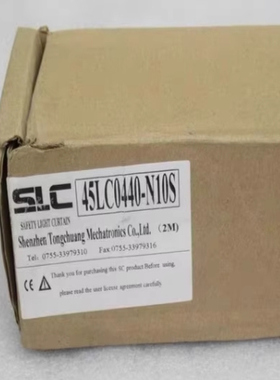 SLC
45LC0440-N10S
SAFETY LIGHT CURTAIN
Shenzhen Tongchuang Mechatronics Co.,Ltd. (2M)
Tel: 0755-33979310 Fax:0755-33979316
CE
Thank you for purchasing this SC product Before using,
please read the user license agreement carefully.